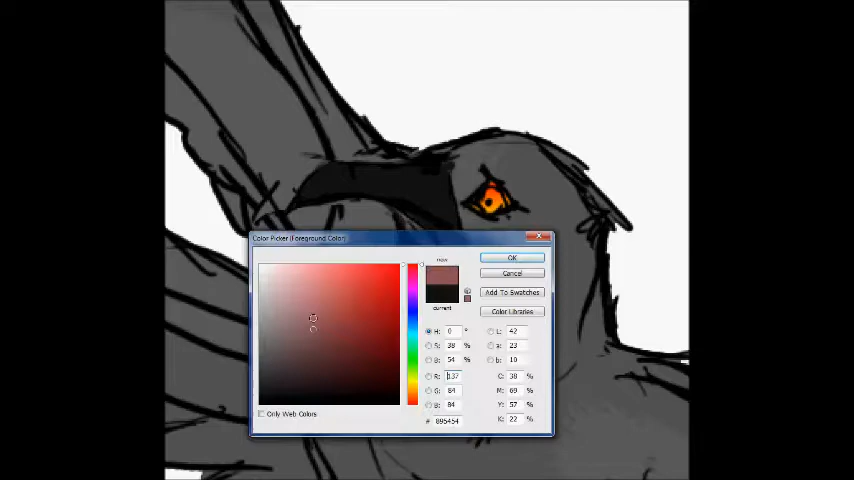 Color Picker (Foreground Color)
new
current
OK
Cancel
Add To Swatches
Color Libraries
H: 0 °
S: 38 %
B: 54 %
R: 137
G: 84
B: 84
# 895454
L: 42
a: 23
b: 10
C: 38 %
M: 69 %
Y: 57 %
K: 22 %
Only Web Colors